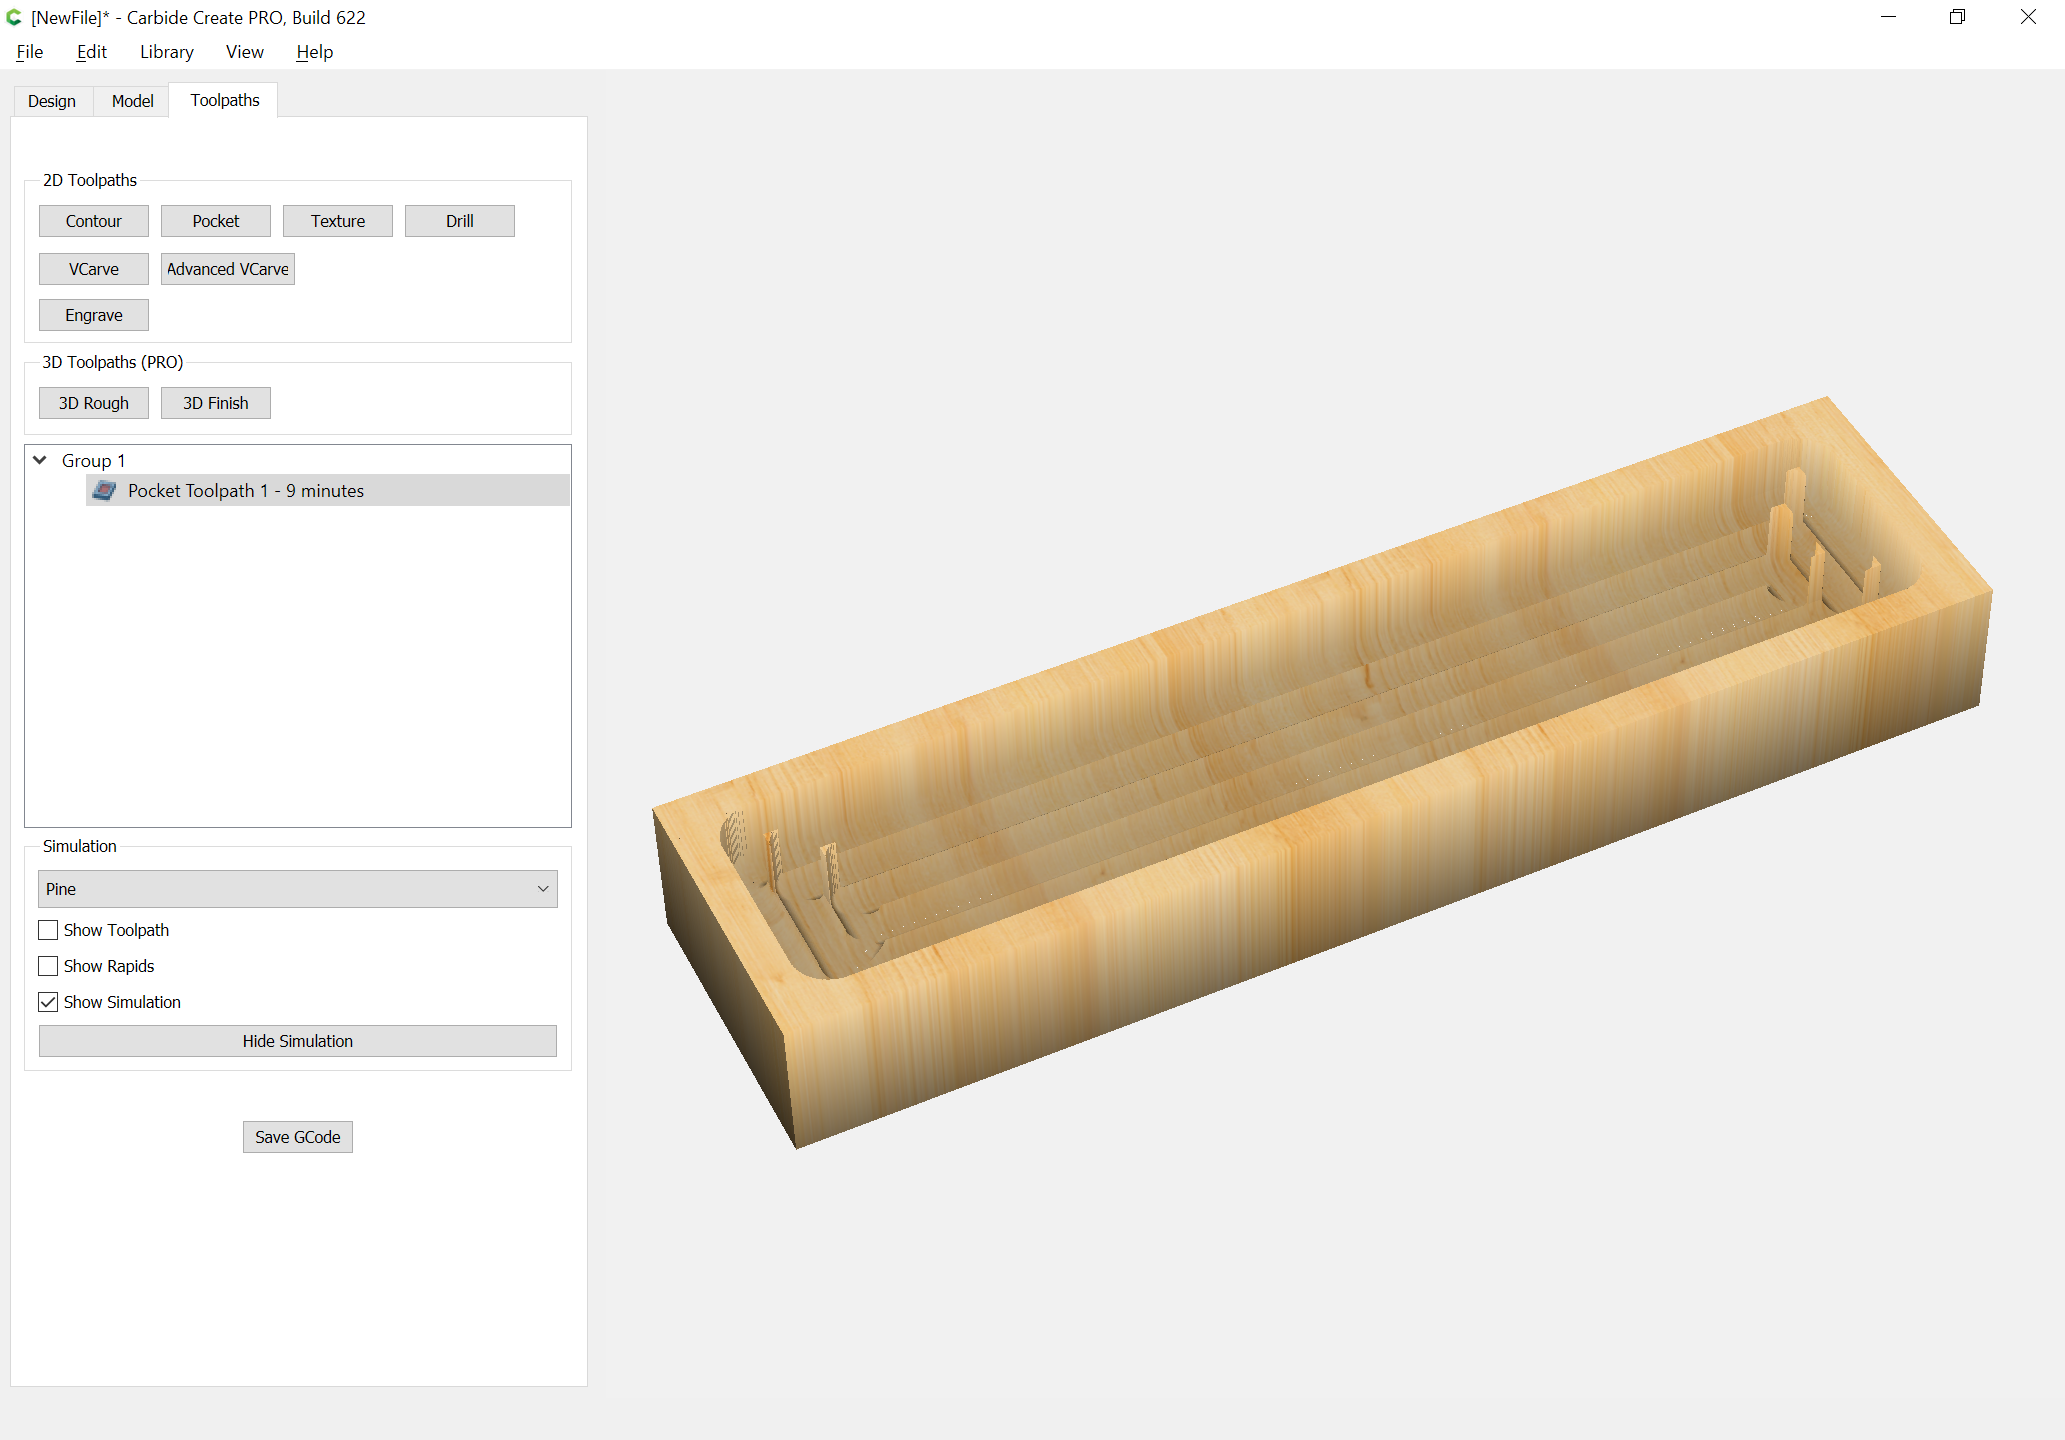 [NewFile]* - Carbide Create PRO, Build 622
File Edit Library View Help
Design Model Toolpaths
2D Toolpaths
Contour Pocket Texture Drill
VCarve Advanced VCarve
Engrave
3D Toolpaths (PRO)
3D Rough 3D Finish
Group 1
Pocket Toolpath 1 - 9 minutes
Simulation
Pine
Show Toolpath
Show Rapids
Show Simulation
Hide Simulation
Save GCode